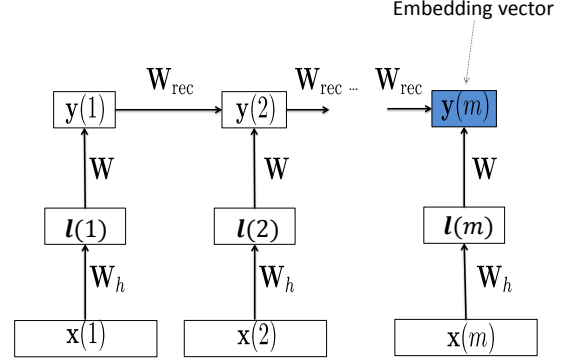 Embedding vector
W_rec W_rec ... W_rec
y(1) y(2) y(m)
W W W
l(1) l(2) l(m)
W_h W_h W_h
x(1) x(2) x(m)